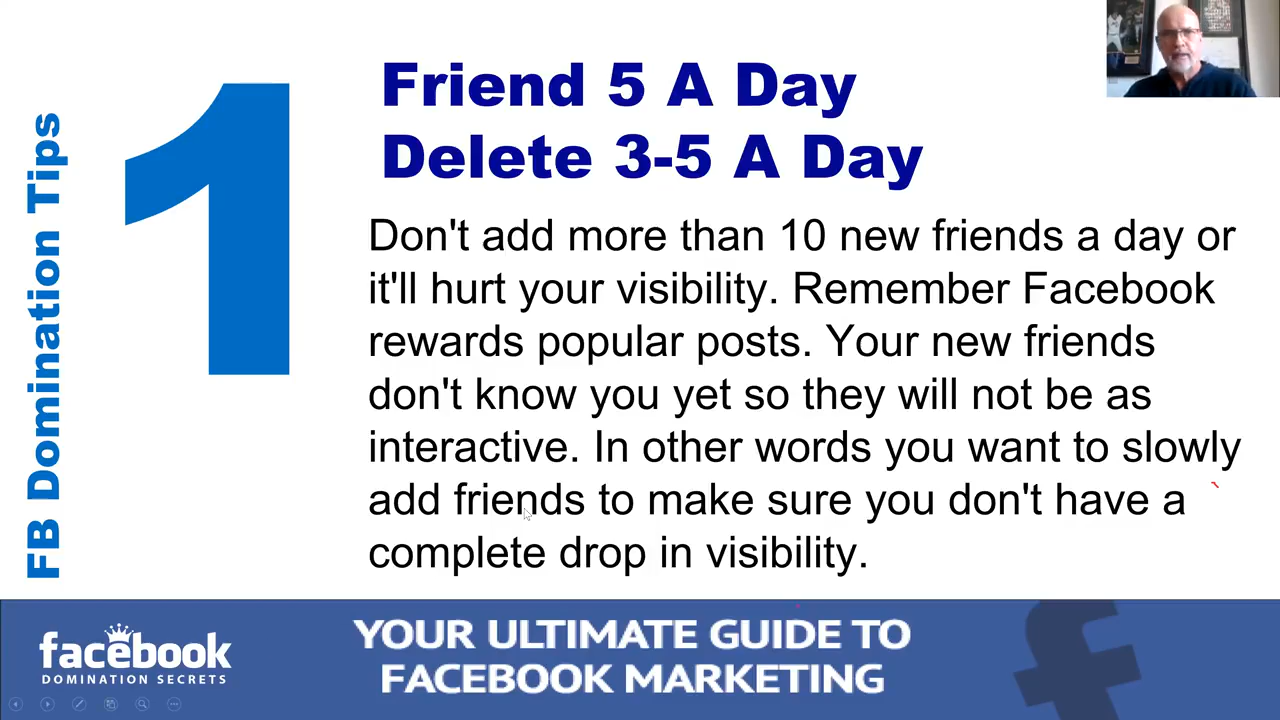 FB Domination Tips
1
Friend 5 A Day
Delete 3-5 A Day
Don't add more than 10 new friends a day or
it'll hurt your visibility. Remember Facebook
rewards popular posts. Your new friends
don't know you yet so they will not be as
interactive. In other words you want to slowly
add friends to make sure you don't have a
complete drop in visibility.
facebook
DOMINATION SECRETS
YOUR ULTIMATE GUIDE TO
FACEBOOK MARKETING